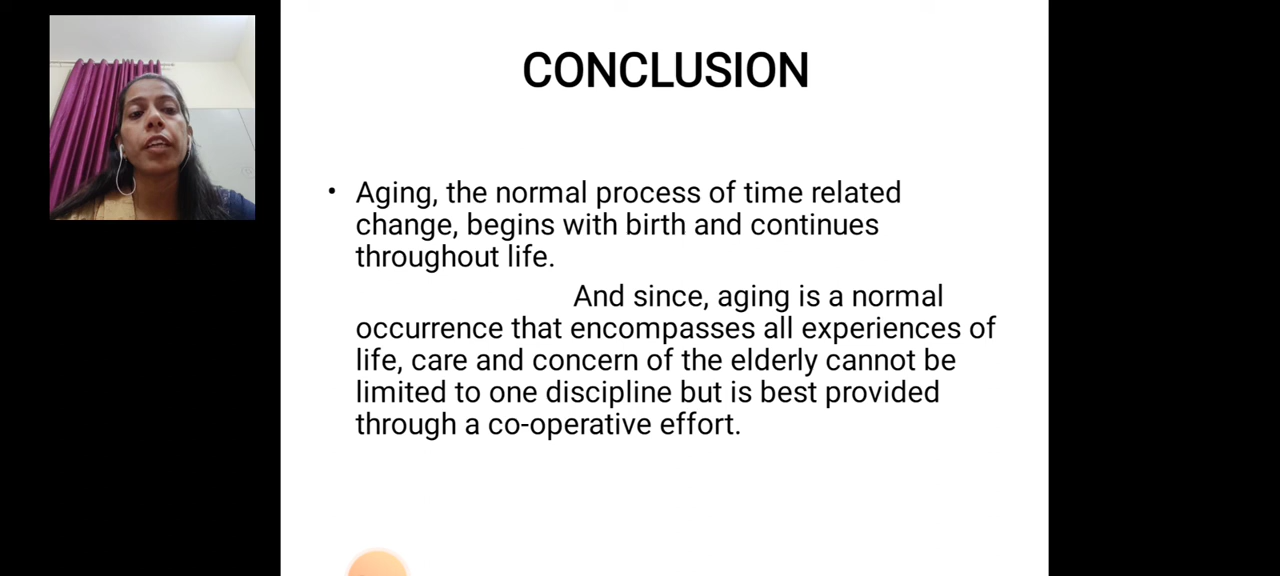 CONCLUSION
• Aging, the normal process of time related
change, begins with birth and continues
throughout life.
And since, aging is a normal
occurrence that encompasses all experiences of
life, care and concern of the elderly cannot be
limited to one discipline but is best provided
through a co-operative effort.